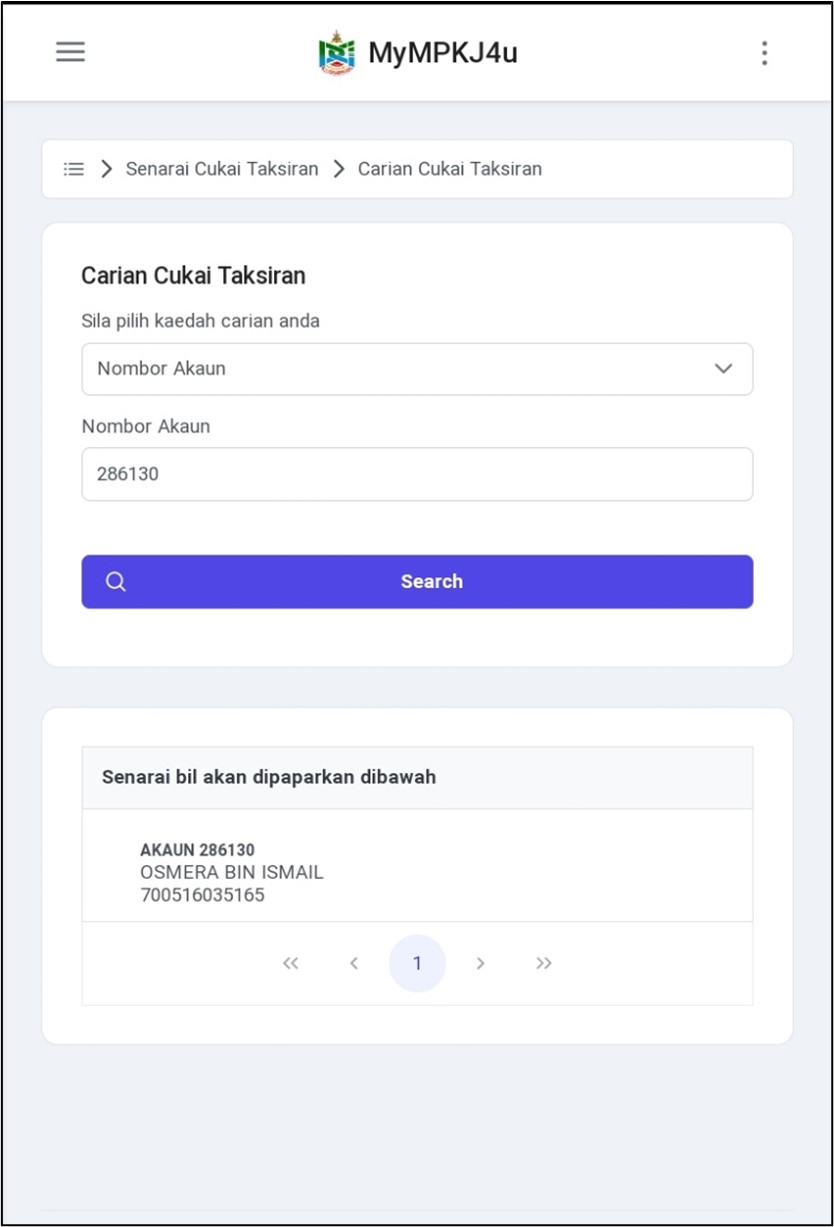 MyMPKJ4u
Senarai Cukai Taksiran > Carian Cukai Taksiran
Carian Cukai Taksiran
Sila pilih kaedah carian anda
Nombor Akaun
Nombor Akaun
286130
Search
Senarai bil akan dipaparkan dibawah
AKAUN 286130
OSMERA BIN ISMAIL
700516035165
1